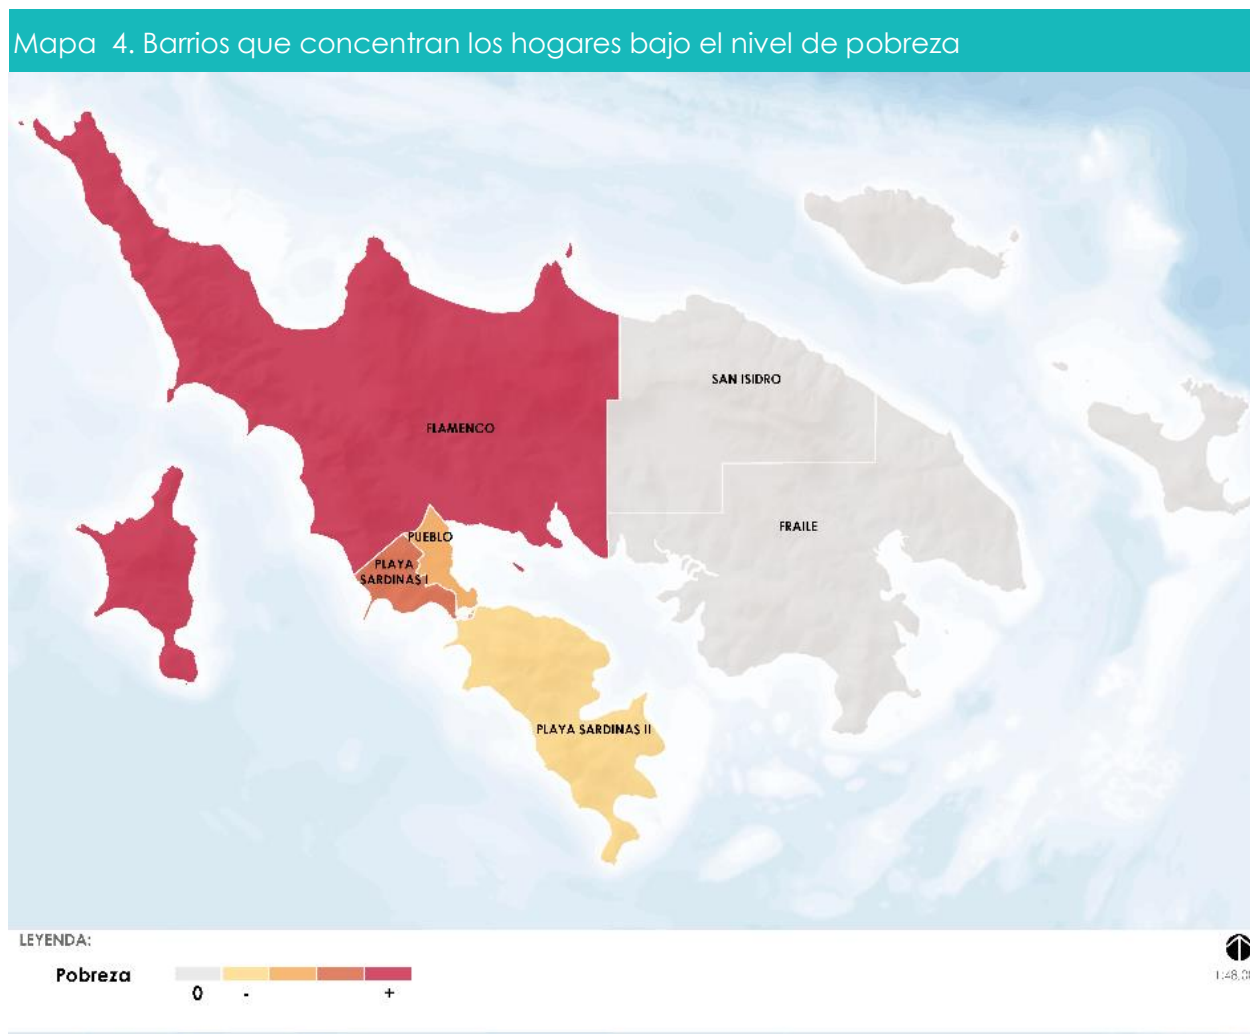 Mapa 4. Barrios que concentran los hogares bajo el nivel de pobreza
SAN ISIDRO
FLAMENCO
FRAILE
PUEBLO
PLAYA
SARDINAS I
PLAYA SARDINAS II
LEYENDA:
Pobreza
0 - +